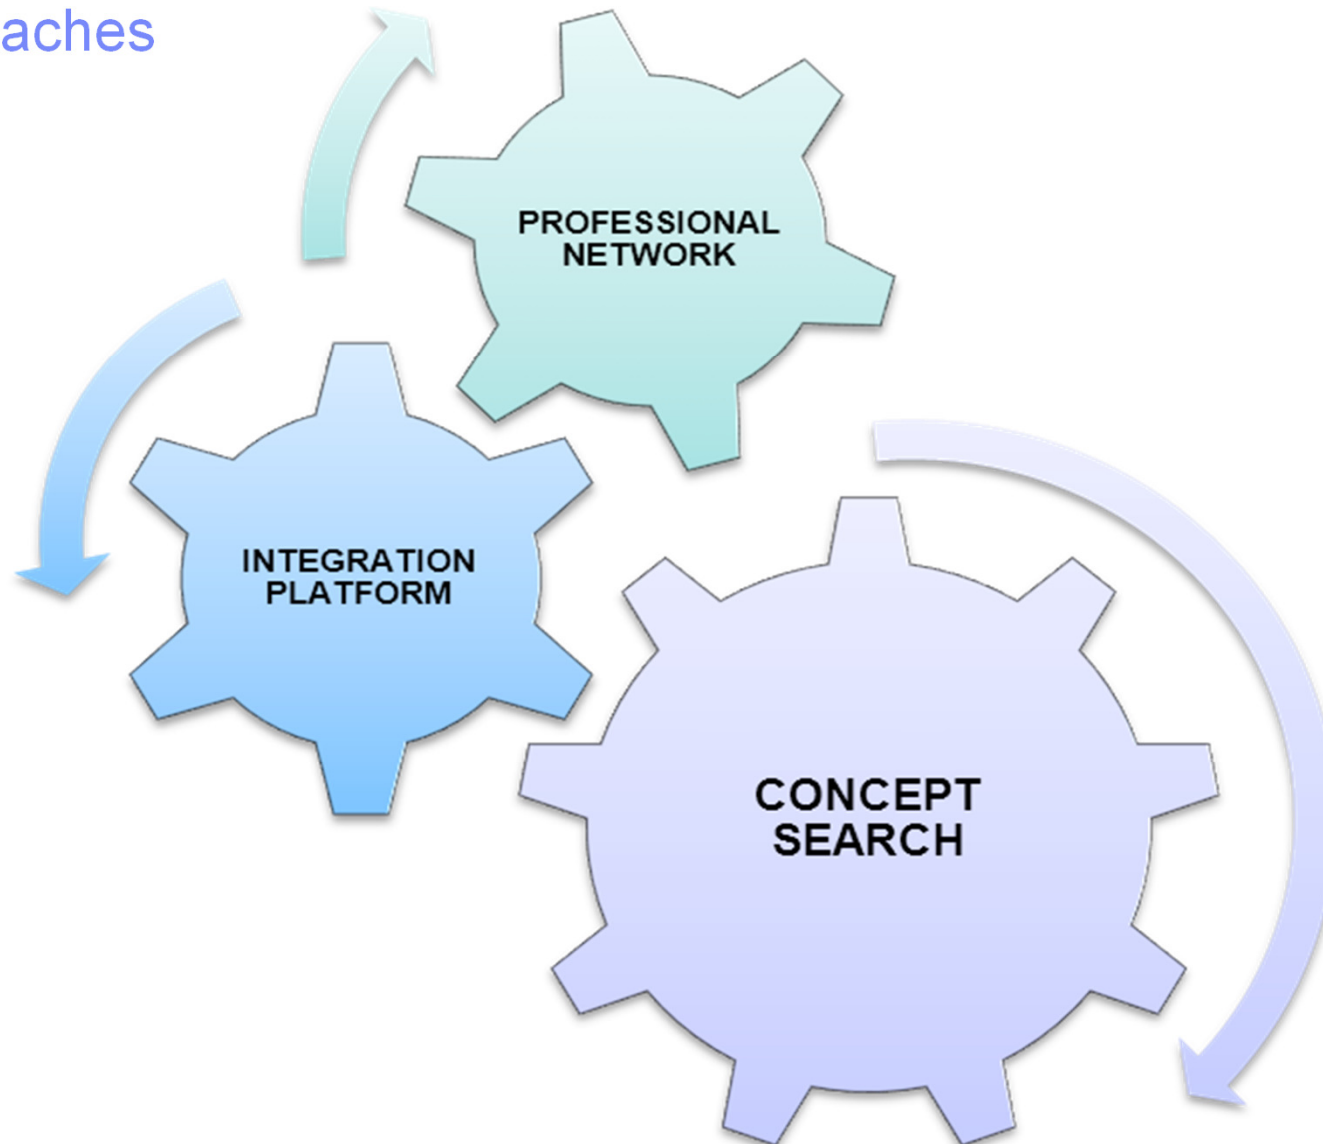 aches
PROFESSIONAL
NETWORK
INTEGRATION
PLATFORM
CONCEPT
SEARCH